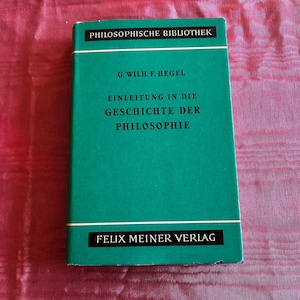 PHILOSOPHISCHE BIBLIOTHEK
G. WILH. F. HEGEL
EINLEITUNG IN DIE
GESCHICHTE DER
PHILOSOPHIE
FELIX MEINER VERLAG